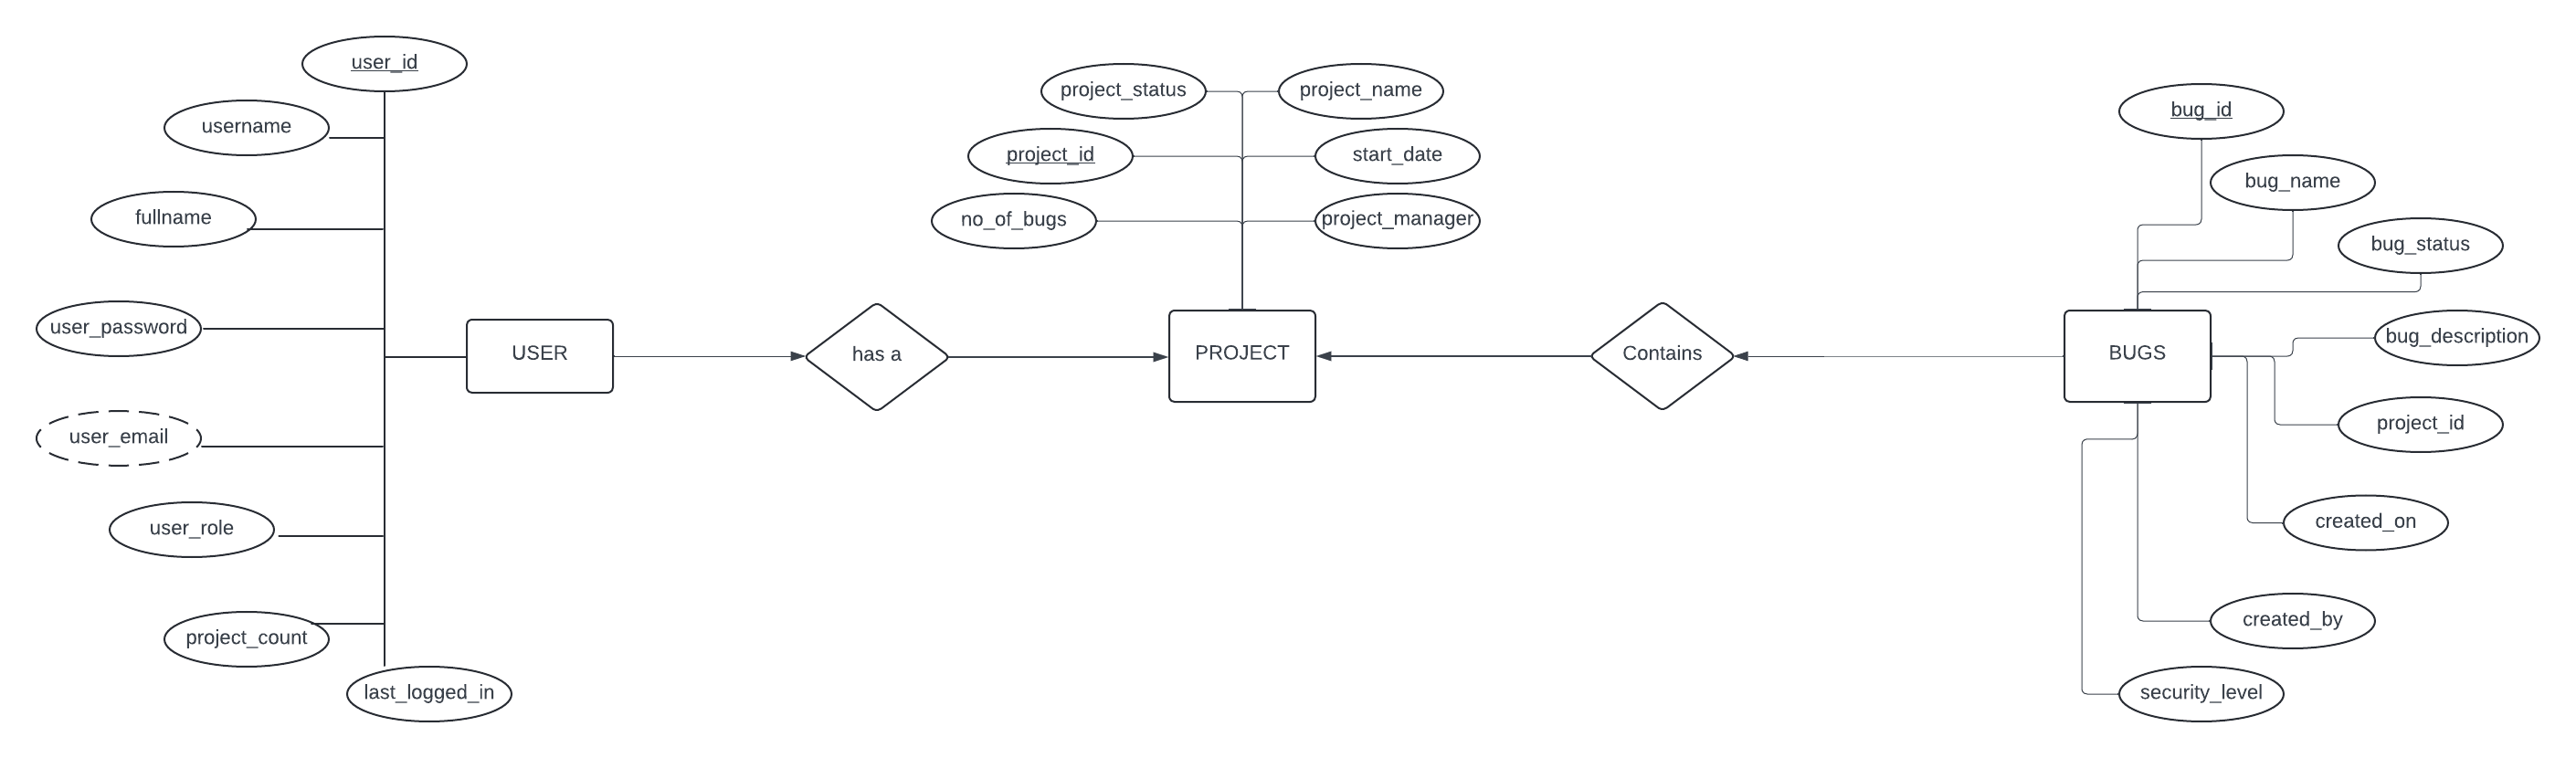 user_id
username
fullname
user_password
user_email
user_role
project_count
last_logged_in
USER
has a
project_status
project_name
project_id
start_date
no_of_bugs
project_manager
PROJECT
Contains
BUGS
bug_id
bug_name
bug_status
bug_description
project_id
created_on
created_by
security_level